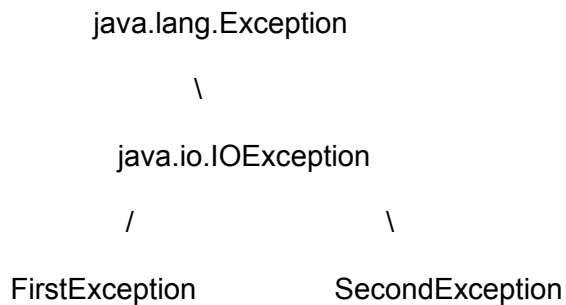 java.lang.Exception
\
java.io.IOException
/ \
FirstException SecondException